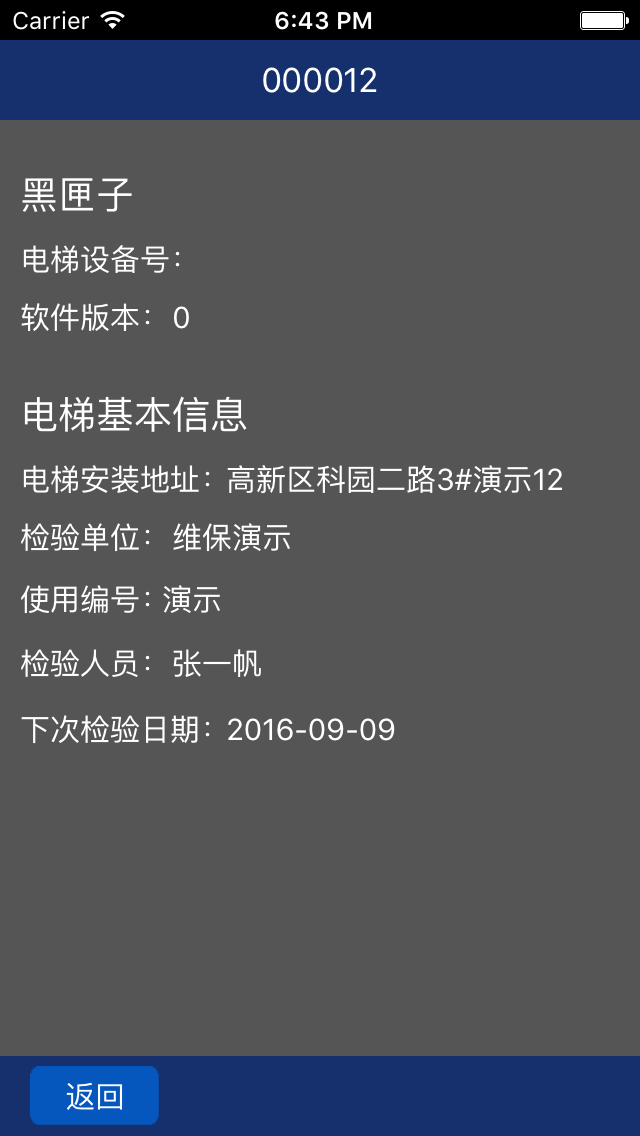 Carrier 6:43 PM
000012
黑匣子
电梯设备号：
软件版本： 0
电梯基本信息
电梯安装地址：高新区科园二路3#演示12
检验单位： 维保演示
使用编号：演示
检验人员： 张一帆
下次检验日期：2016-09-09
返回